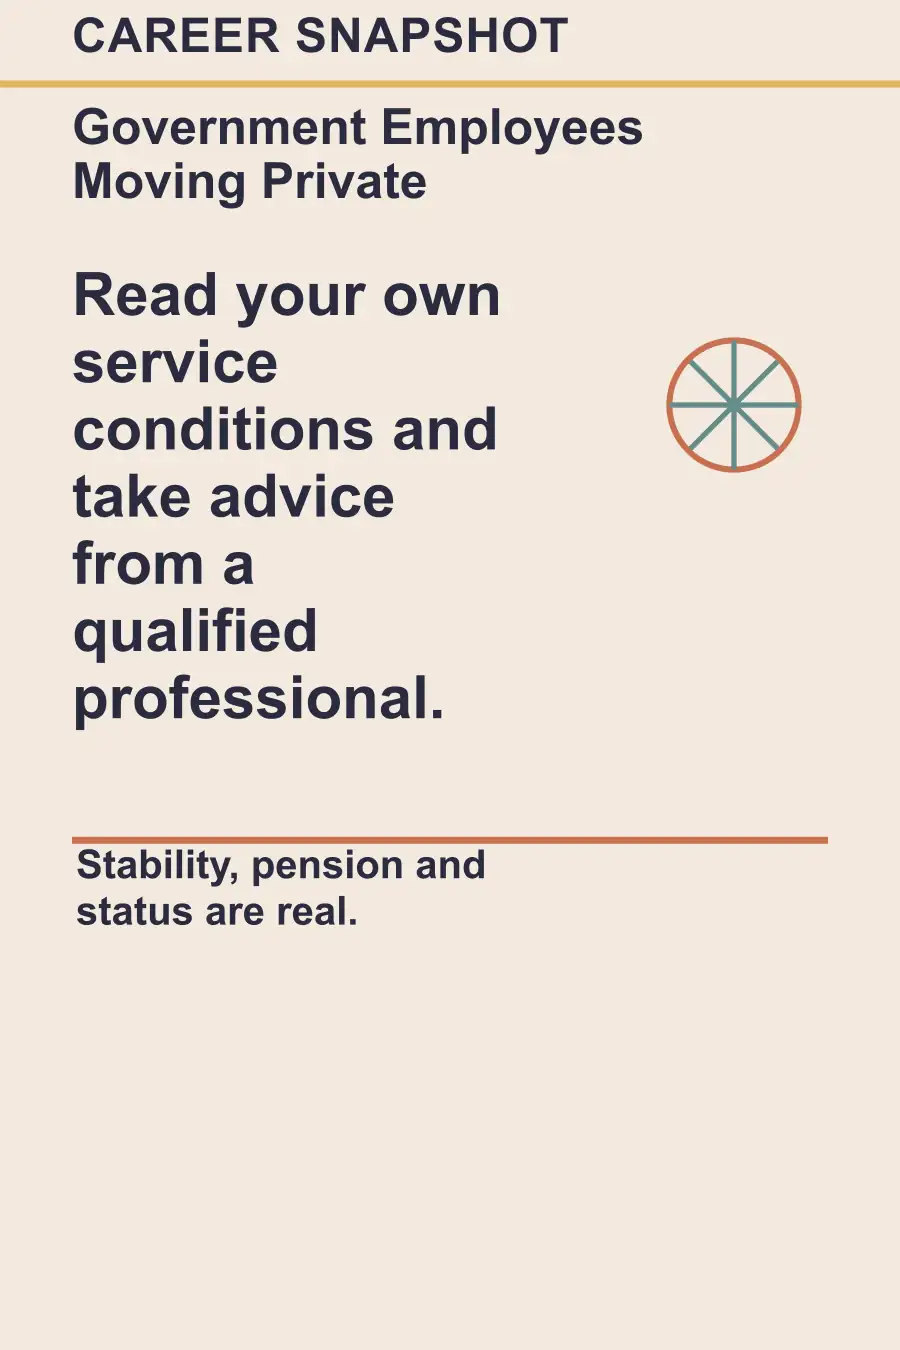 CAREER SNAPSHOT
Government Employees
Moving Private
Read your own
service
conditions and
take advice
from a
qualified
professional.
Stability, pension and
status are real.